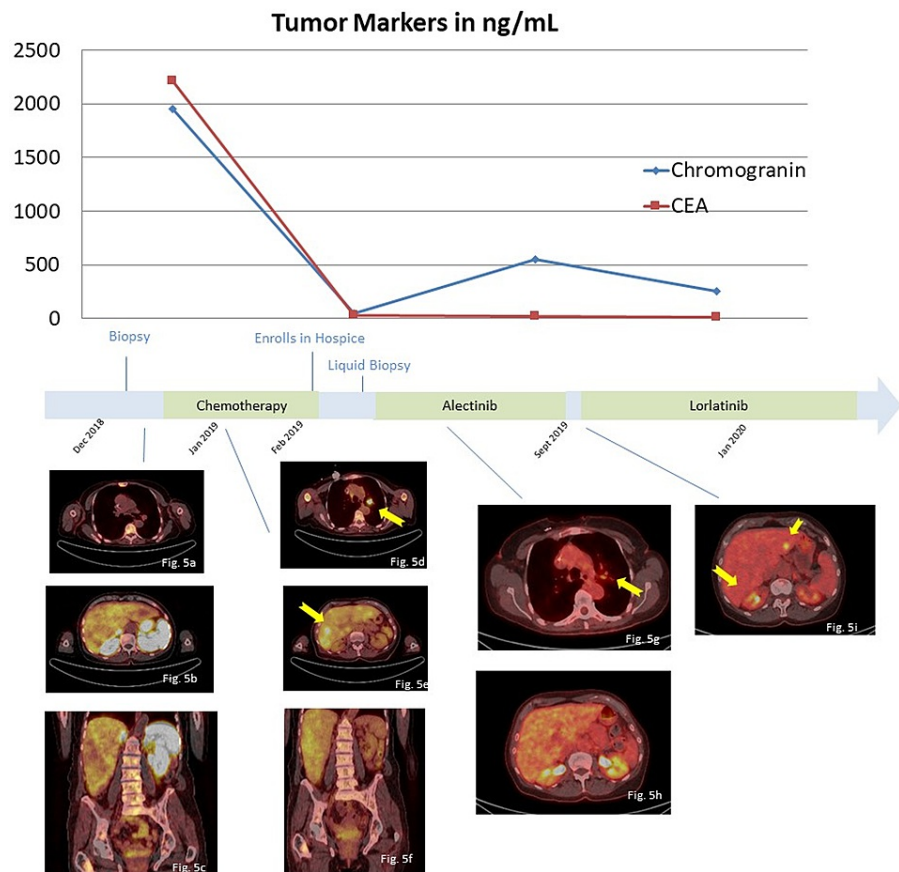 Tumor Markers in ng/mL
2500
2000
1500
1000
500
0
Chromogranin
CEA
Biopsy
Enrolls in Hospice
Liquid Biopsy
Chemotherapy
Alectinib
Lorlatinib
Dec 2018
Jan 2019
Feb 2019
Sept 2019
Jan 2020
Fig. 5a
Fig. 5d
Fig. 5g
Fig. 5i
Fig. 5b
Fig. 5e
Fig. 5h
Fig. 5c
Fig. 5f